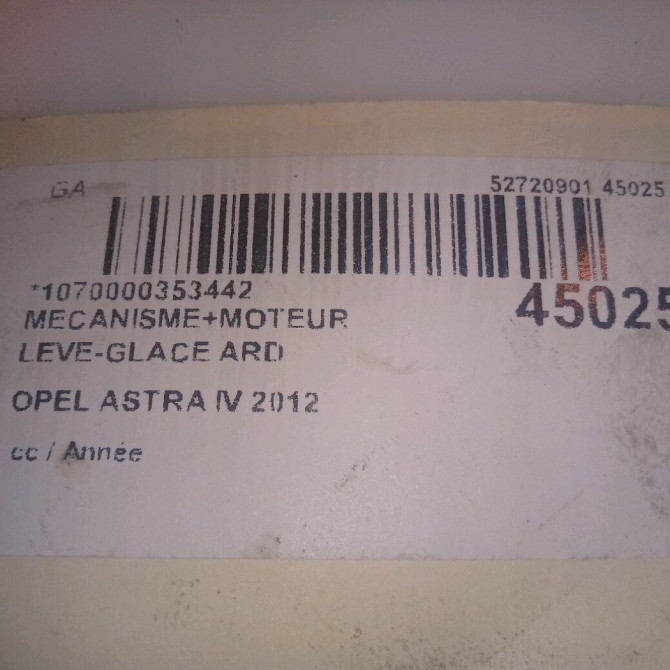 GA
52720901 45025
*1070000353442
45025
MECANISME+MOTEUR
LEVE-GLACE ARD
OPEL ASTRA IV 2012
cc / Année